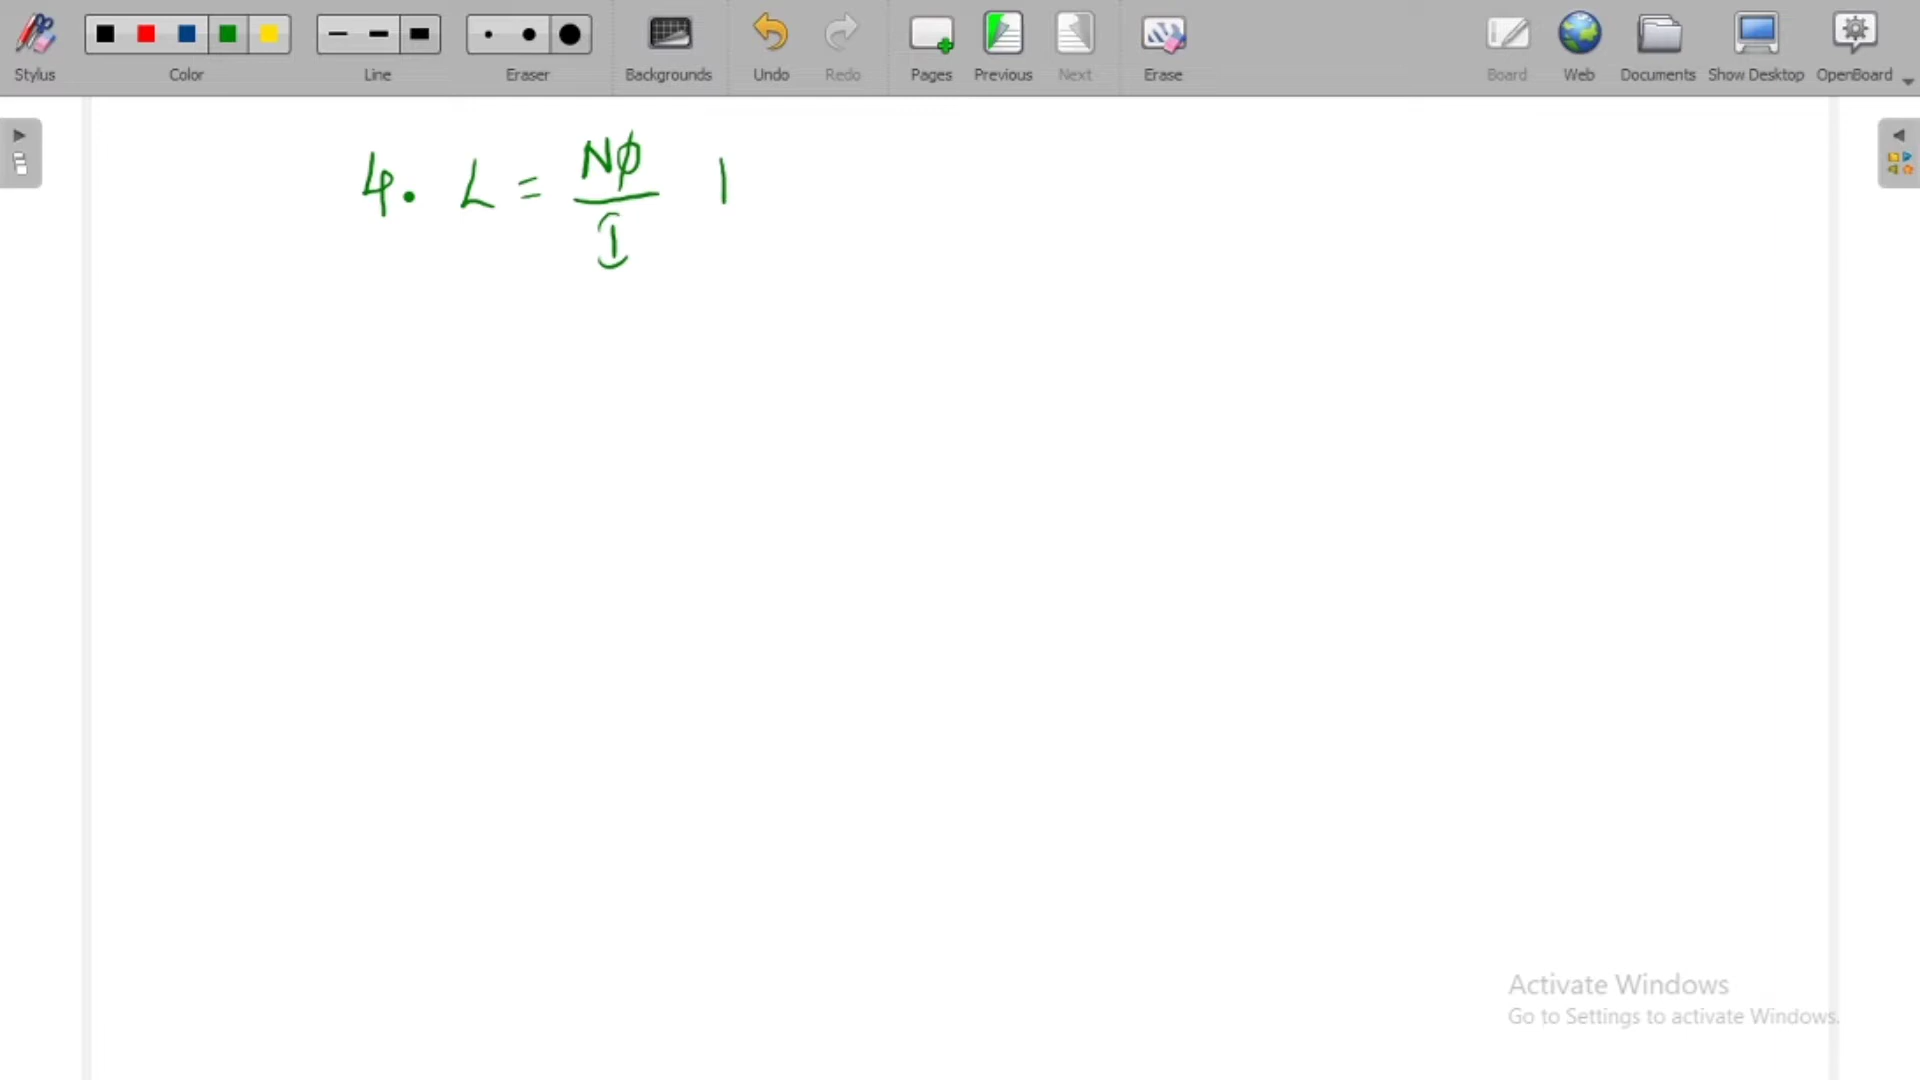 Stylus
Color
Line
Eraser
Backgrounds
Undo
Redo
Pages
Previous
Next
Erase
Board
Web
Documents
Show Desktop
OpenBoard
4. L = Nφ/I |
Activate Windows
Go to Settings to activate Windows.